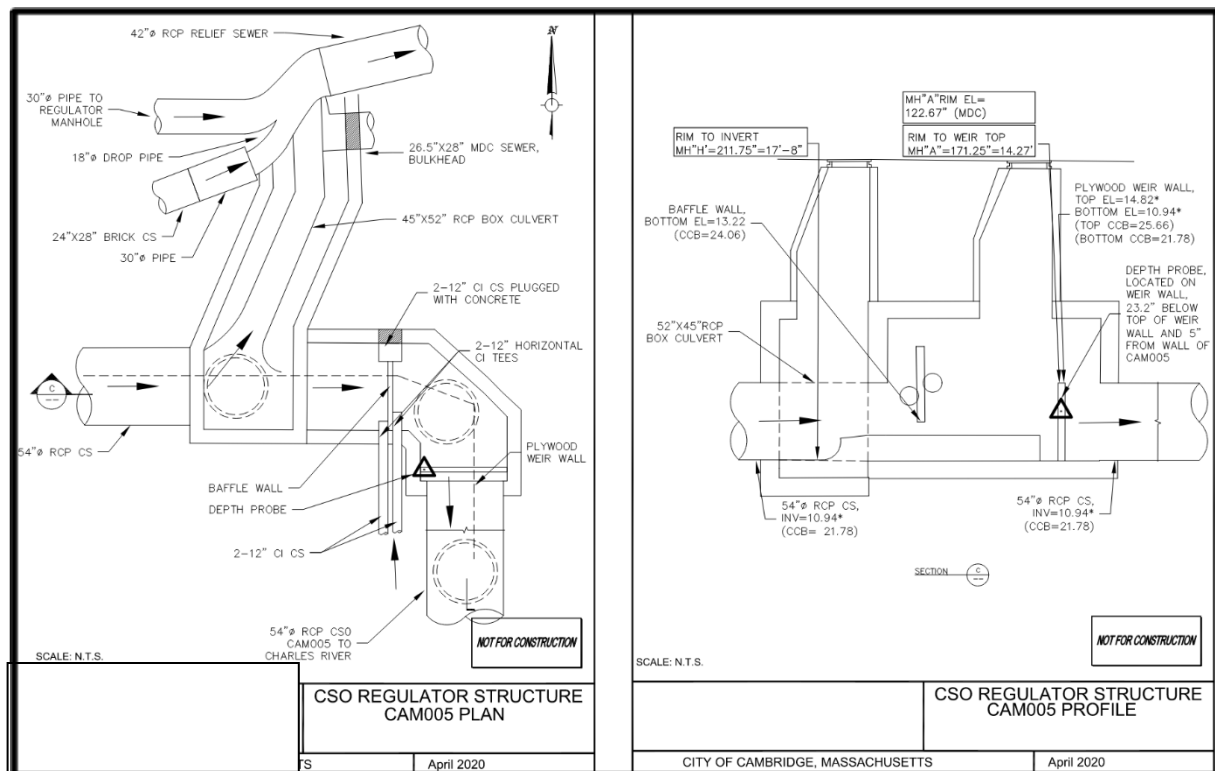 42"ø RCP RELIEF SEWER
N
30"ø PIPE TO
REGULATOR
MANHOLE
18"ø DROP PIPE
26.5"X28" MDC SEWER,
BULKHEAD
45"X52" RCP BOX CULVERT
24"X28" BRICK CS
30"ø PIPE
2-12" CI CS PLUGGED
WITH CONCRETE
2-12" HORIZONTAL
CI TEES
C
--
54"ø RCP CS
PLYWOOD
WEIR WALL
BAFFLE WALL
DEPTH PROBE
2-12" CI CS
54"ø RCP CSO
CAM005 TO
CHARLES RIVER
NOT FOR CONSTRUCTION
SCALE: N.T.S.
CSO REGULATOR STRUCTURE
CAM005 PLAN
TS
April 2020
MH"A"RIM EL=
122.67" (MDC)
RIM TO INVERT
MH"H'=211.75"=17'-8"
RIM TO WEIR TOP
MH"A"=171.25"=14.27'
BAFFLE WALL,
BOTTOM EL=13.22
(CCB=24.06)
PLYWOOD WEIR WALL,
TOP EL=14.82*
BOTTOM EL=10.94*
(TOP CCB=25.66)
(BOTTOM CCB=21.78)
DEPTH PROBE,
LOCATED ON
WEIR WALL,
23.2" BELOW
TOP OF WEIR
WALL AND 5"
FROM WALL OF
CAM005
52"X45"RCP
BOX CULVERT
54"ø RCP CS,
INV=10.94*
(CCB= 21.78)
54"ø RCP CS,
INV=10.94*
(CCB=21.78)
SECTION
C
--
NOT FOR CONSTRUCTION
SCALE: N.T.S.
CSO REGULATOR STRUCTURE
CAM005 PROFILE
CITY OF CAMBRIDGE, MASSACHUSETTS
April 2020